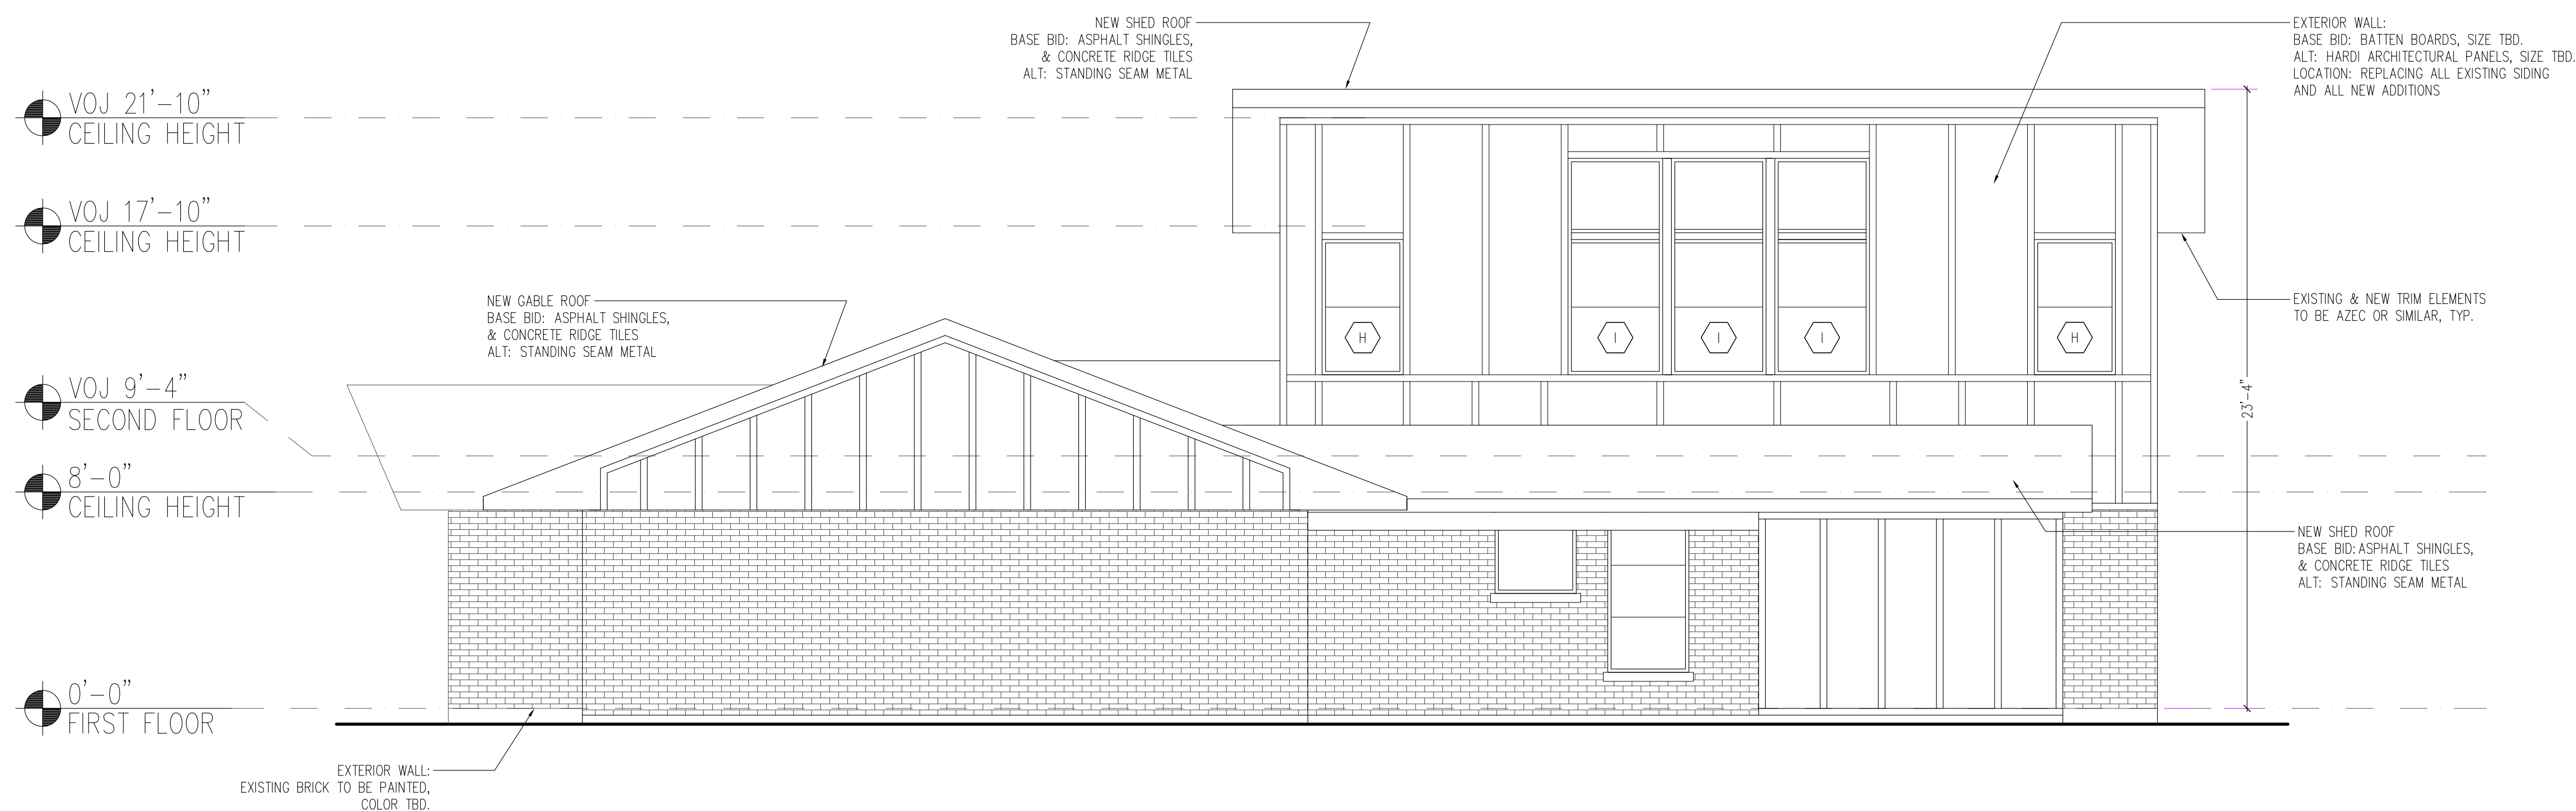 NEW SHED ROOF
BASE BID: ASPHALT SHINGLES,
& CONCRETE RIDGE TILES
ALT: STANDING SEAM METAL
EXTERIOR WALL:
BASE BID: BATTEN BOARDS, SIZE TBD.
ALT: HARDI ARCHITECTURAL PANELS, SIZE TBD.
LOCATION: REPLACING ALL EXISTING SIDING
AND ALL NEW ADDITIONS
VOJ 21'-10"
CEILING HEIGHT
VOJ 17'-10"
CEILING HEIGHT
NEW GABLE ROOF
BASE BID: ASPHALT SHINGLES,
& CONCRETE RIDGE TILES
ALT: STANDING SEAM METAL
EXISTING & NEW TRIM ELEMENTS
TO BE AZEC OR SIMILAR, TYP.
H
I
I
I
H
VOJ 9'-4"
SECOND FLOOR
23'-4"
8'-0"
CEILING HEIGHT
NEW SHED ROOF
BASE BID: ASPHALT SHINGLES,
& CONCRETE RIDGE TILES
ALT: STANDING SEAM METAL
0'-0"
FIRST FLOOR
EXTERIOR WALL:
EXISTING BRICK TO BE PAINTED,
COLOR TBD.